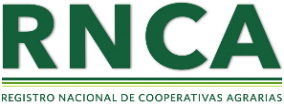 RNCA
REGISTRO NACIONAL DE COOPERATIVAS AGRARIAS